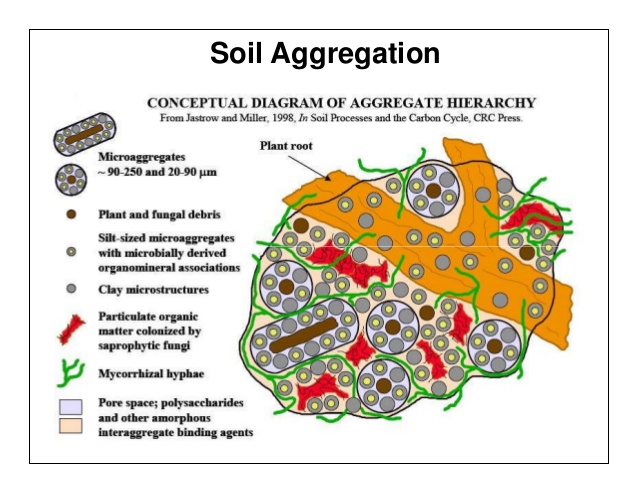 Soil Aggregation
CONCEPTUAL DIAGRAM OF AGGREGATE HIERARCHY
From Jastrow and Miller, 1998, In Soil Processes and the Carbon Cycle, CRC Press.
Plant root
Microaggregates
~ 90-250 and 20-90 μm
Plant and fungal debris
Silt-sized microaggregates
with microbially derived
organomineral associations
Clay microstructures
Particulate organic
matter colonized by
saprophytic fungi
Mycorrhizal hyphae
Pore space; polysaccharides
and other amorphous
interaggregate binding agents